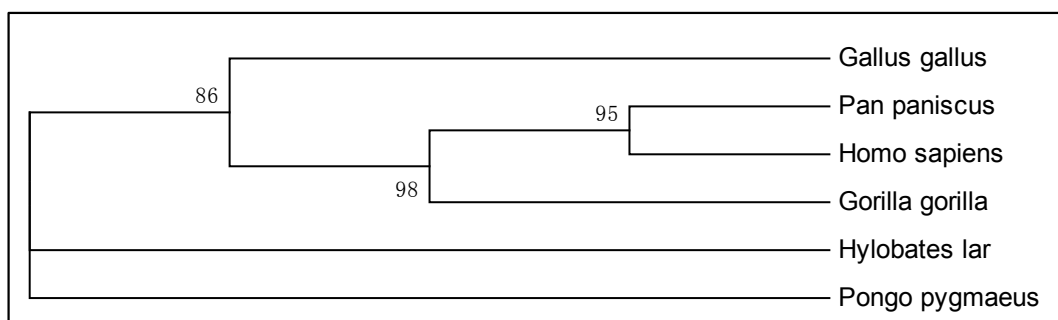 Gallus gallus
86
Pan paniscus
95
Homo sapiens
98
Gorilla gorilla
Hylobates lar
Pongo pygmaeus